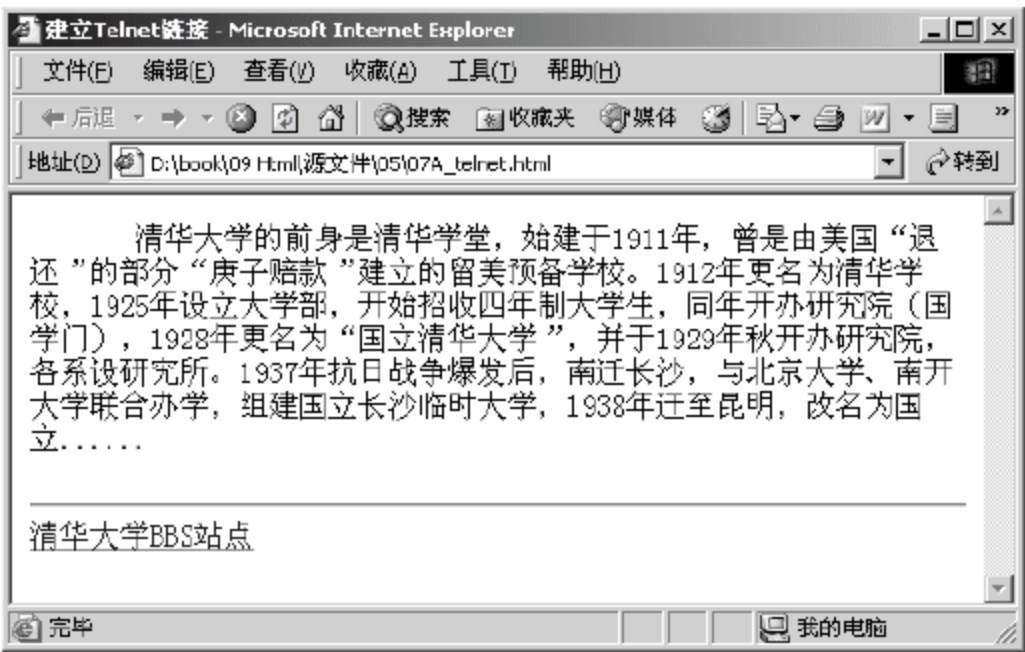 建立Telnet链接 - Microsoft Internet Explorer
文件(F) 编辑(E) 查看(V) 收藏(A) 工具(T) 帮助(H)
后退 搜索 收藏夹 媒体 W »
地址(D) D:\book\09 Html\源文件\05\07A_telnet.html 转到
清华大学的前身是清华学堂，始建于1911年，曾是由美国“退
还 ”的部分“庚子赔款 ”建立的留美预备学校。1912年更名为清华学
校，1925年设立大学部，开始招收四年制大学生，同年开办研究院（国
学门），1928年更名为“国立清华大学 ”，并于1929年秋开办研究院，
各系设研究所。1937年抗日战争爆发后，南迁长沙，与北京大学、南开
大学联合办学，组建国立长沙临时大学，1938年迁至昆明，改名为国
立......
清华大学BBS站点
完毕 我的电脑